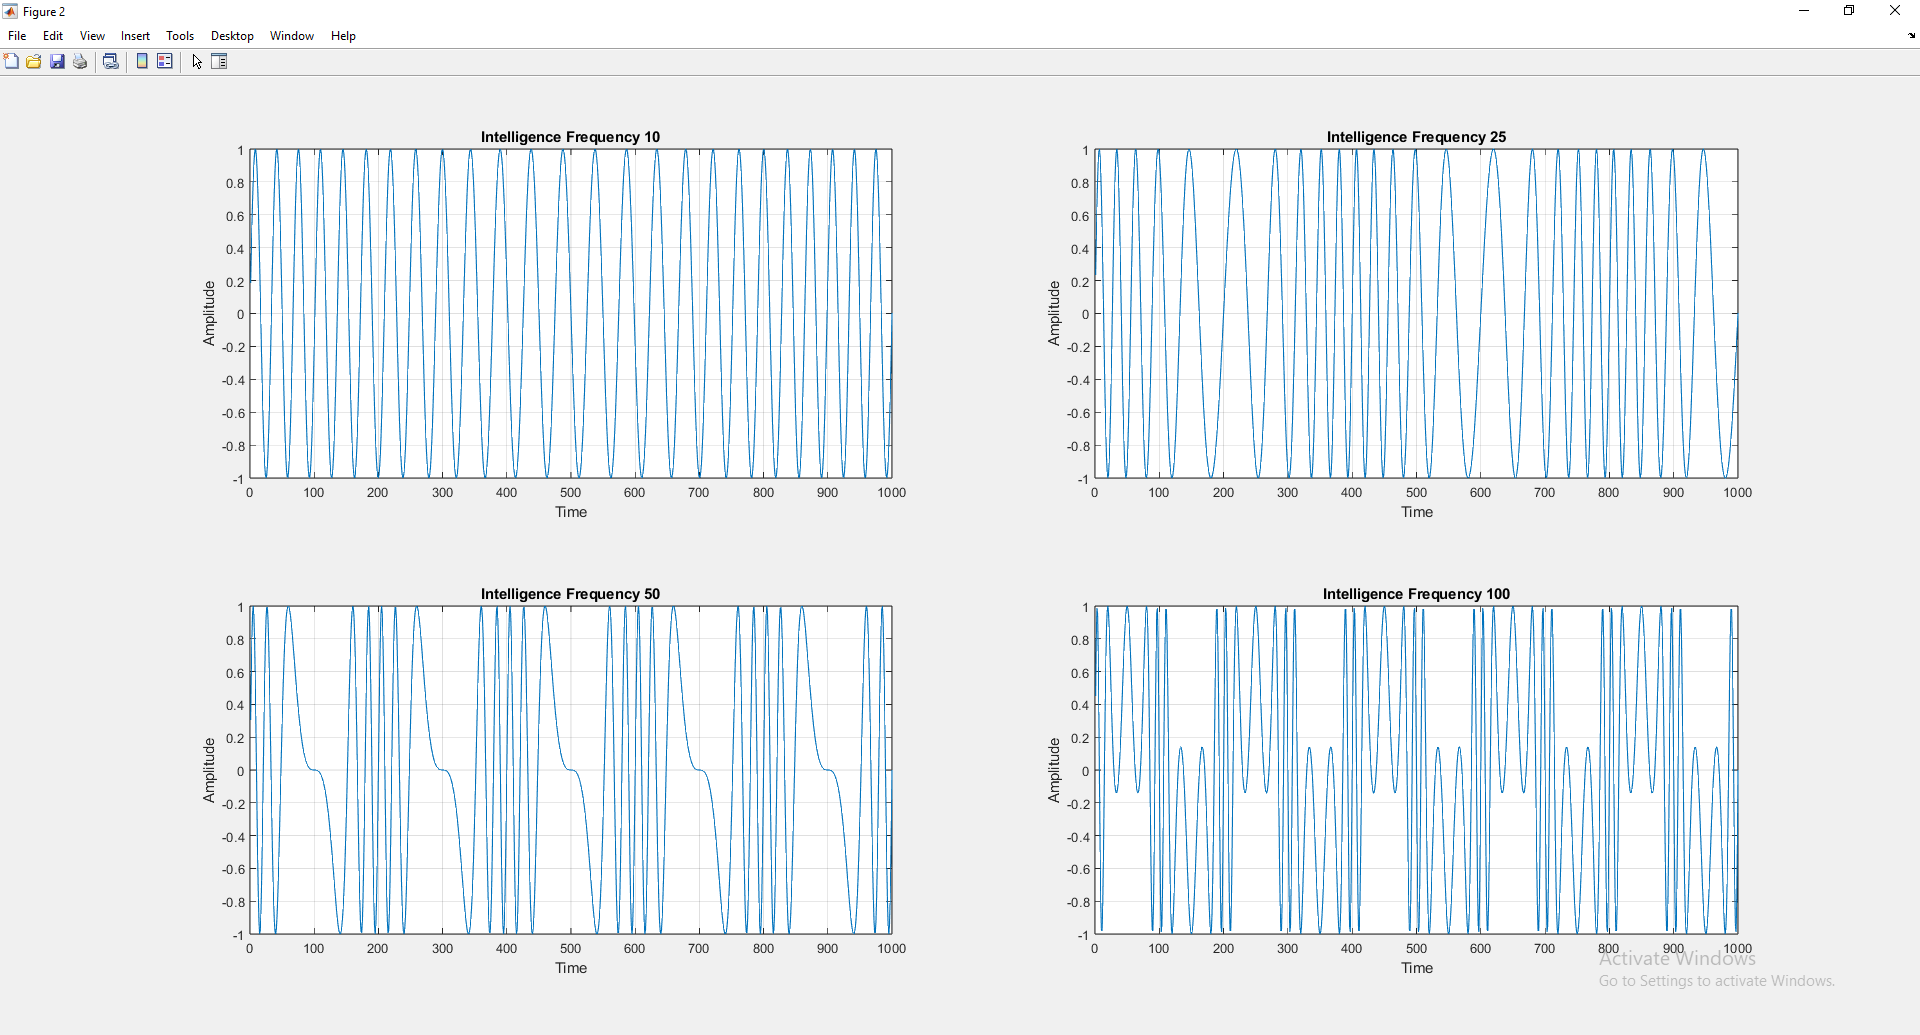 Figure 2
File Edit View Insert Tools Desktop Window Help
Intelligence Frequency 10
1
0.8
0.6
0.4
0.2
0
-0.2
-0.4
-0.6
-0.8
-1
Amplitude
0 100 200 300 400 500 600 700 800 900 1000
Time
Intelligence Frequency 25
1
0.8
0.6
0.4
0.2
0
-0.2
-0.4
-0.6
-0.8
-1
Amplitude
0 100 200 300 400 500 600 700 800 900 1000
Time
Intelligence Frequency 50
1
0.8
0.6
0.4
0.2
0
-0.2
-0.4
-0.6
-0.8
-1
Amplitude
0 100 200 300 400 500 600 700 800 900 1000
Time
Intelligence Frequency 100
1
0.8
0.6
0.4
0.2
0
-0.2
-0.4
-0.6
-0.8
-1
Amplitude
0 100 200 300 400 500 600 700 800 900 1000
Time
Activate Windows
Go to Settings to activate Windows.